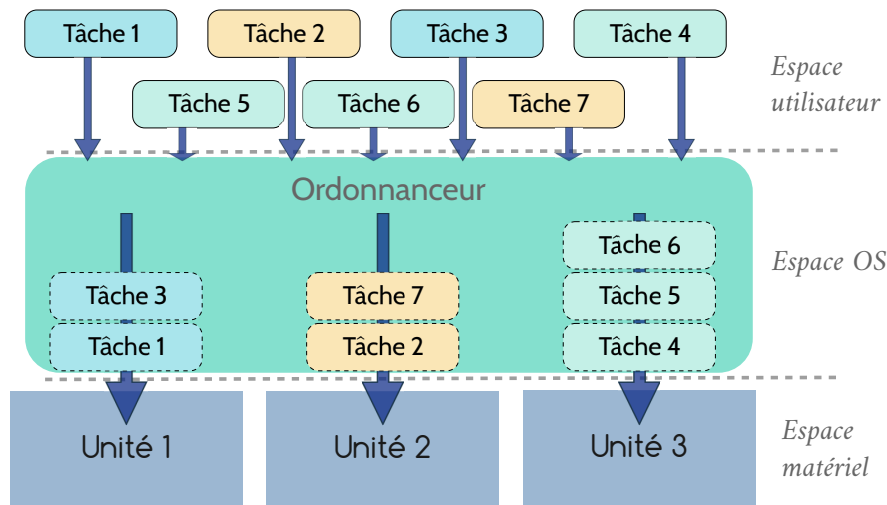 Tâche 1
Tâche 2
Tâche 3
Tâche 4
Espace
utilisateur
Tâche 5
Tâche 6
Tâche 7
Ordonnanceur
Tâche 6
Espace OS
Tâche 3
Tâche 7
Tâche 5
Tâche 1
Tâche 2
Tâche 4
Unité 1
Unité 2
Unité 3
Espace
matériel